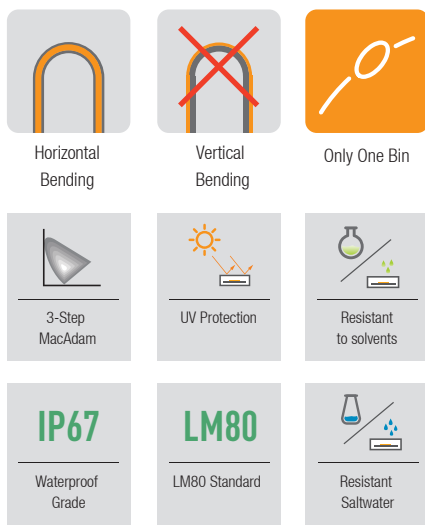 Horizontal
Bending
Vertical
Bending
Only One Bin
3-Step
MacAdam
UV Protection
Resistant
to solvents
IP67
Waterproof
Grade
LM80
LM80 Standard
Resistant
Saltwater